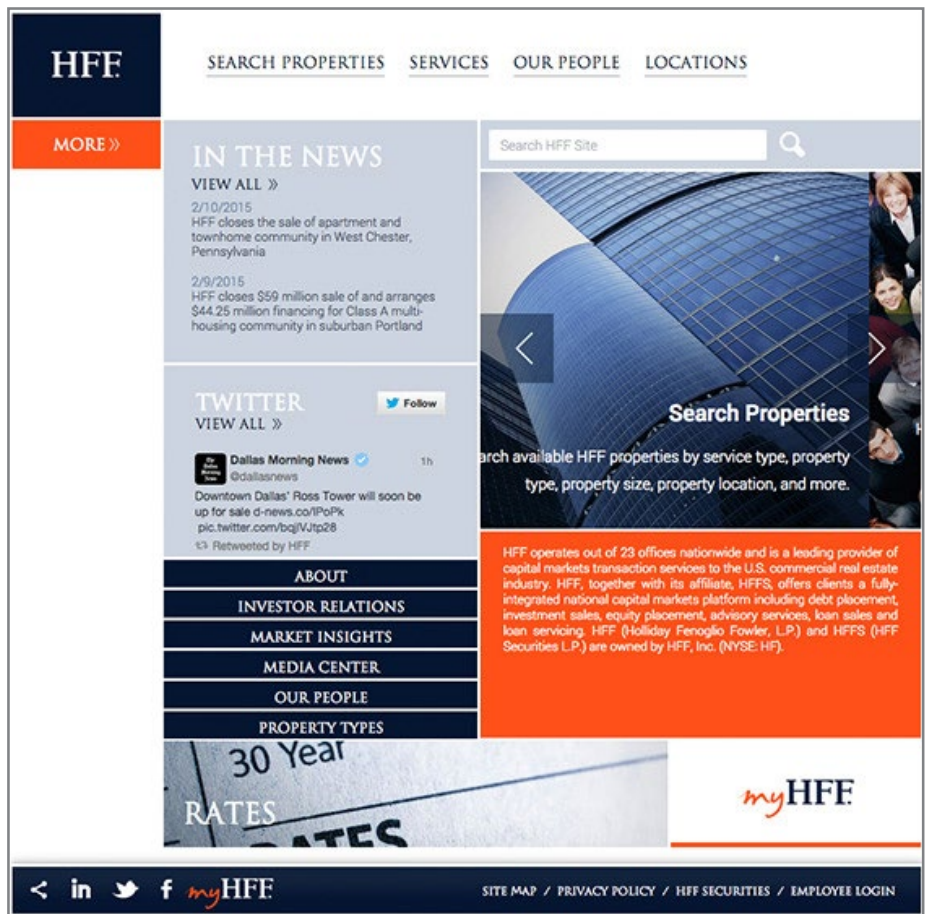 HFF
SEARCH PROPERTIES SERVICES OUR PEOPLE LOCATIONS
MORE »
IN THE NEWS
VIEW ALL »
2/10/2015
HFF closes the sale of apartment and
townhome community in West Chester,
Pennsylvania
2/9/2015
HFF closes $59 million sale of and arranges
$44.25 million financing for Class A multi-
housing community in suburban Portland
Search HFF Site
Search Properties
arch available HFF properties by service type, property
type, property size, property location, and more.
TWITTER
Follow
VIEW ALL »
Dallas Morning News 1h
@dallasnews
Downtown Dallas' Ross Tower will soon be
up for sale d-news.co/IPoPk
pic.twitter.com/bqjlVJtp28
Retweeted by HFF
HFF operates out of 23 offices nationwide and is a leading provider of
capital markets transaction services to the U.S. commercial real estate
industry. HFF, together with its affiliate, HFFS, offers clients a fully-
integrated national capital markets platform including debt placement,
investment sales, equity placement, advisory services, loan sales and
loan servicing. HFF (Holliday Fenoglio Fowler, L.P.) and HFFS (HFF
Securities L.P.) are owned by HFF, Inc. (NYSE: HF).
ABOUT
INVESTOR RELATIONS
MARKET INSIGHTS
MEDIA CENTER
OUR PEOPLE
PROPERTY TYPES
30 Year
RATES
RATES
myHFF
in f myHFF
SITE MAP / PRIVACY POLICY / HFF SECURITIES / EMPLOYEE LOGIN